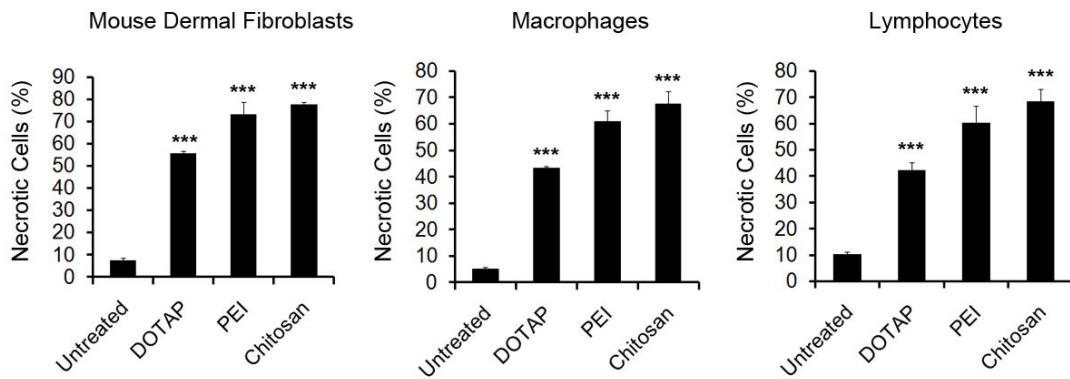 Mouse Dermal Fibroblasts
Necrotic Cells (%)
90
80
70
60
50
40
30
20
10
0
***
***
***
Untreated
DOTAP
PEI
Chitosan
Macrophages
Necrotic Cells (%)
80
70
60
50
40
30
20
10
0
***
***
***
Untreated
DOTAP
PEI
Chitosan
Lymphocytes
Necrotic Cells (%)
80
70
60
50
40
30
20
10
0
***
***
***
Untreated
DOTAP
PEI
Chitosan